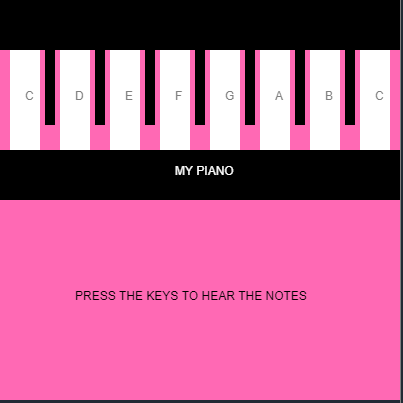 C D E F G A B C
MY PIANO
PRESS THE KEYS TO HEAR THE NOTES